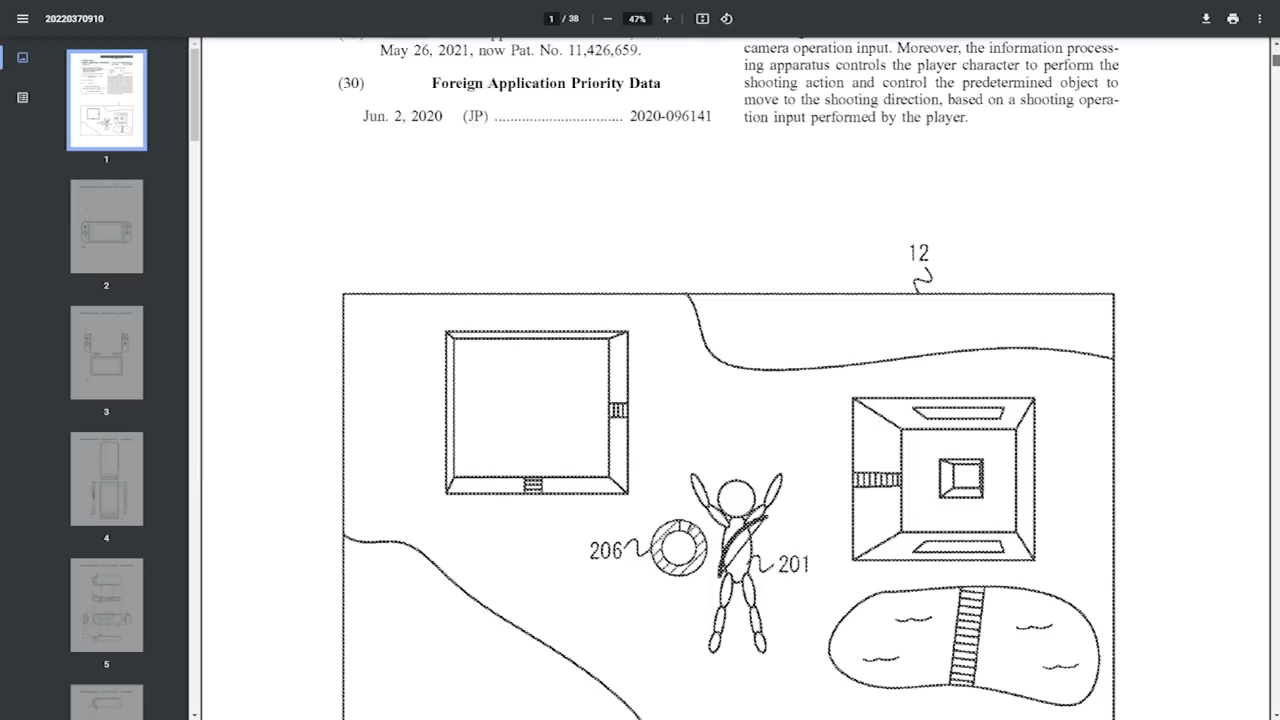 20220370910
1 / 38
47%
May 26, 2021, now Pat. No. 11,426,659.
(30) Foreign Application Priority Data
Jun. 2, 2020 (JP) ................................ 2020-096141
camera operation input. Moreover, the information process-
ing apparatus controls the player character to perform the
shooting action and control the predetermined object to
move to the shooting direction, based on a shooting opera-
tion input performed by the player.
12
206
201
1
2
3
4
5